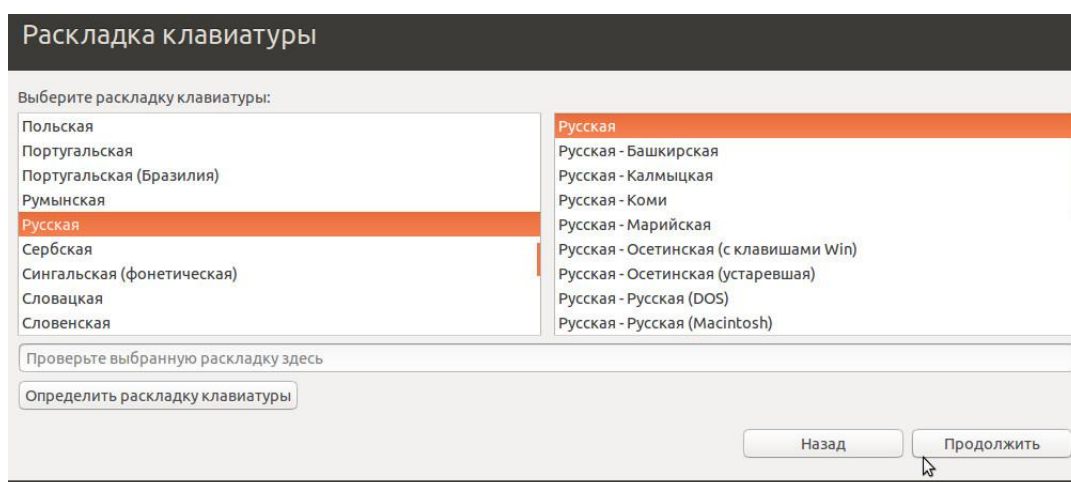 Раскладка клавиатуры
Выберите раскладку клавиатуры:
Польская
Португальская
Португальская (Бразилия)
Румынская
Русская
Сербская
Сингальская (фонетическая)
Словацкая
Словенская
Русская
Русская - Башкирская
Русская - Калмыцкая
Русская - Коми
Русская - Марийская
Русская - Осетинская (с клавишами Win)
Русская - Осетинская (устаревшая)
Русская - Русская (DOS)
Русская - Русская (Macintosh)
Проверьте выбранную раскладку здесь
Определить раскладку клавиатуры
Назад
Продолжить